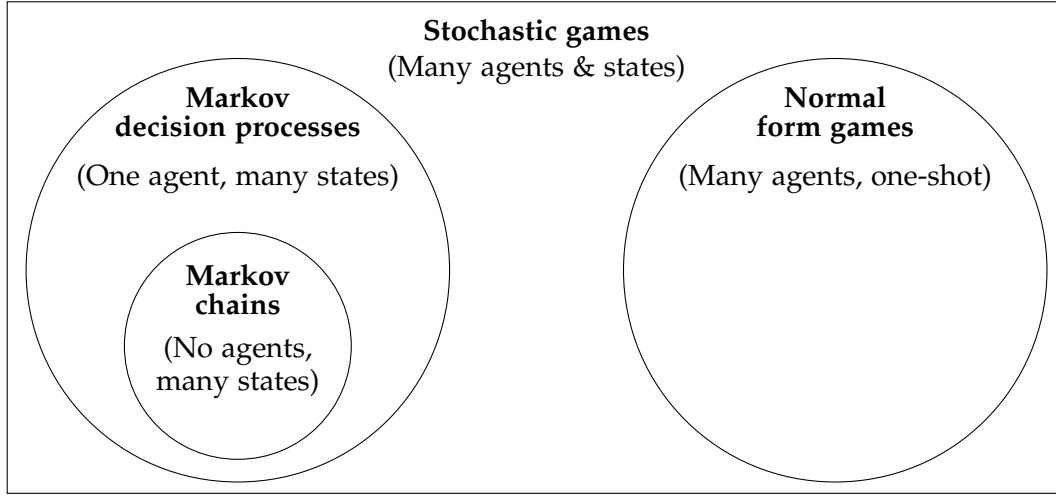 Stochastic games
(Many agents & states)
Markov
decision processes
(One agent, many states)
Markov
chains
(No agents,
many states)
Normal
form games
(Many agents, one-shot)